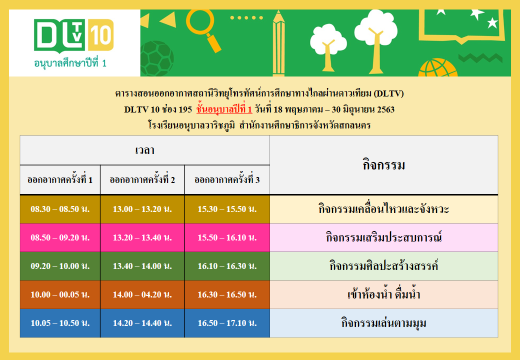 DLTV 10
อนุบาลศึกษาปีที่ 1
ตารางสอนออกอากาศสถานีวิทยุโทรทัศน์การศึกษาทางไกลผ่านดาวเทียม (DLTV)
DLTV 10 ช่อง 195 ชั้นอนุบาลปีที่ 1 วันที่ 18 พฤษภาคม – 30 มิถุนายน 2563
โรงเรียนอนุบาลวาริชภูมิ สำนักงานศึกษาธิการจังหวัดสกลนคร
เวลา กิจกรรม
ออกอากาศครั้งที่ 1 ออกอากาศครั้งที่ 2 ออกอากาศครั้งที่ 3
08.30 – 08.50 น. 13.00 – 13.20 น. 15.30 – 15.50 น. กิจกรรมเคลื่อนไหวและจังหวะ
08.50 – 09.20 น. 13.20 – 13.40 น. 15.50 – 16.10 น. กิจกรรมเสริมประสบการณ์
09.20 – 10.00 น. 13.40 – 14.00 น. 16.10 – 16.30 น. กิจกรรมศิลปะสร้างสรรค์
10.00 – 00.05 น. 14.00 – 04.20 น. 16.30 – 16.50 น. เข้าห้องน้ำ ดื่มน้ำ
10.05 – 10.50 น. 14.20 – 14.40 น. 16.50 – 17.10 น. กิจกรรมเล่นตามมุม